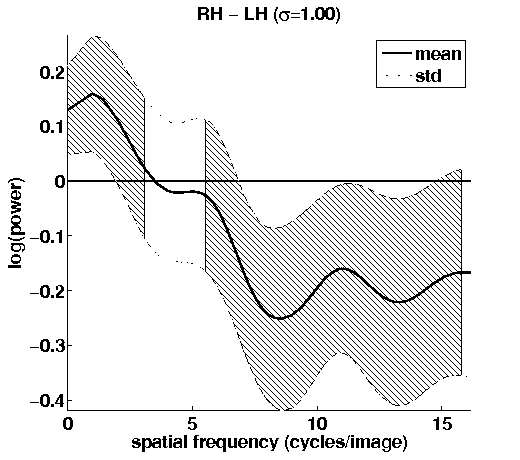 RH − LH (σ=1.00)
mean
std
log(power)
0.2
0.1
0
−0.1
−0.2
−0.3
−0.4
0 5 10 15
spatial frequency (cycles/image)